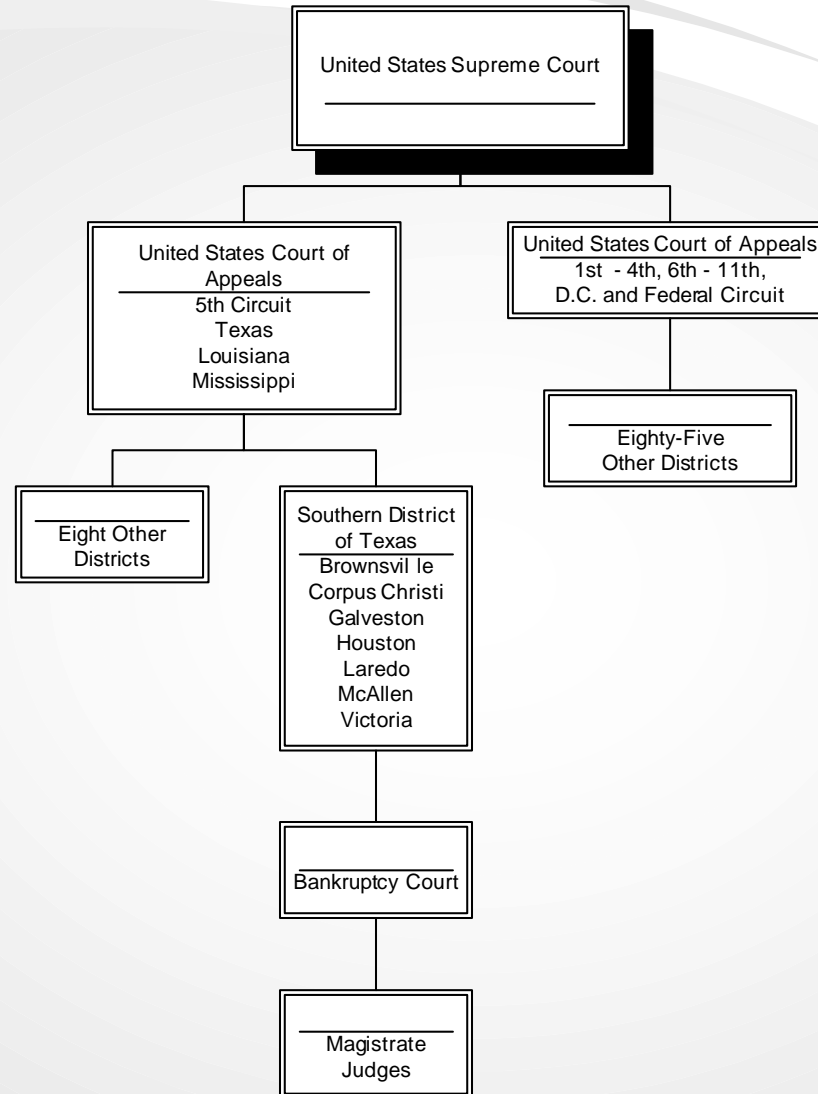 United States Supreme Court
United States Court of
Appeals
5th Circuit
Texas
Louisiana
Mississippi
United States Court of Appeals
1st - 4th, 6th - 11th,
D.C. and Federal Circuit
Eighty-Five
Other Districts
Eight Other
Districts
Southern District
of Texas
Brownsvil le
Corpus Christi
Galveston
Houston
Laredo
McAllen
Victoria
Bankruptcy Court
Magistrate
Judges